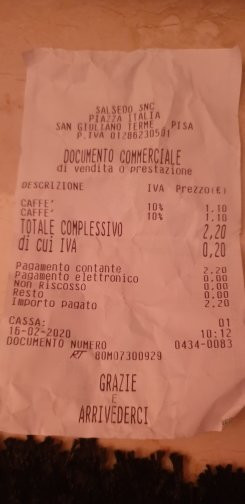 SALSEDO SNC
PIAZZA ITALIA
SAN GIULIANO TERME PISA
P.IVA 01286230501
DOCUMENTO COMMERCIALE
di vendita o prestazione
DESCRIZIONE IVA Prezzo(€)
CAFFE' 10% 1,10
CAFFE' 10% 1,10
TOTALE COMPLESSIVO 2,20
di cui IVA 0,20
Pagamento contante 2,20
Pagamento elettronico 0,00
Non Riscosso 0,00
Resto 0,00
Importo pagato 2,20
CASSA: 01
16-02-2020 10:12
DOCUMENTO NUMERO 0434-0083
RT 80M07300929
GRAZIE
E
ARRIVEDERCI